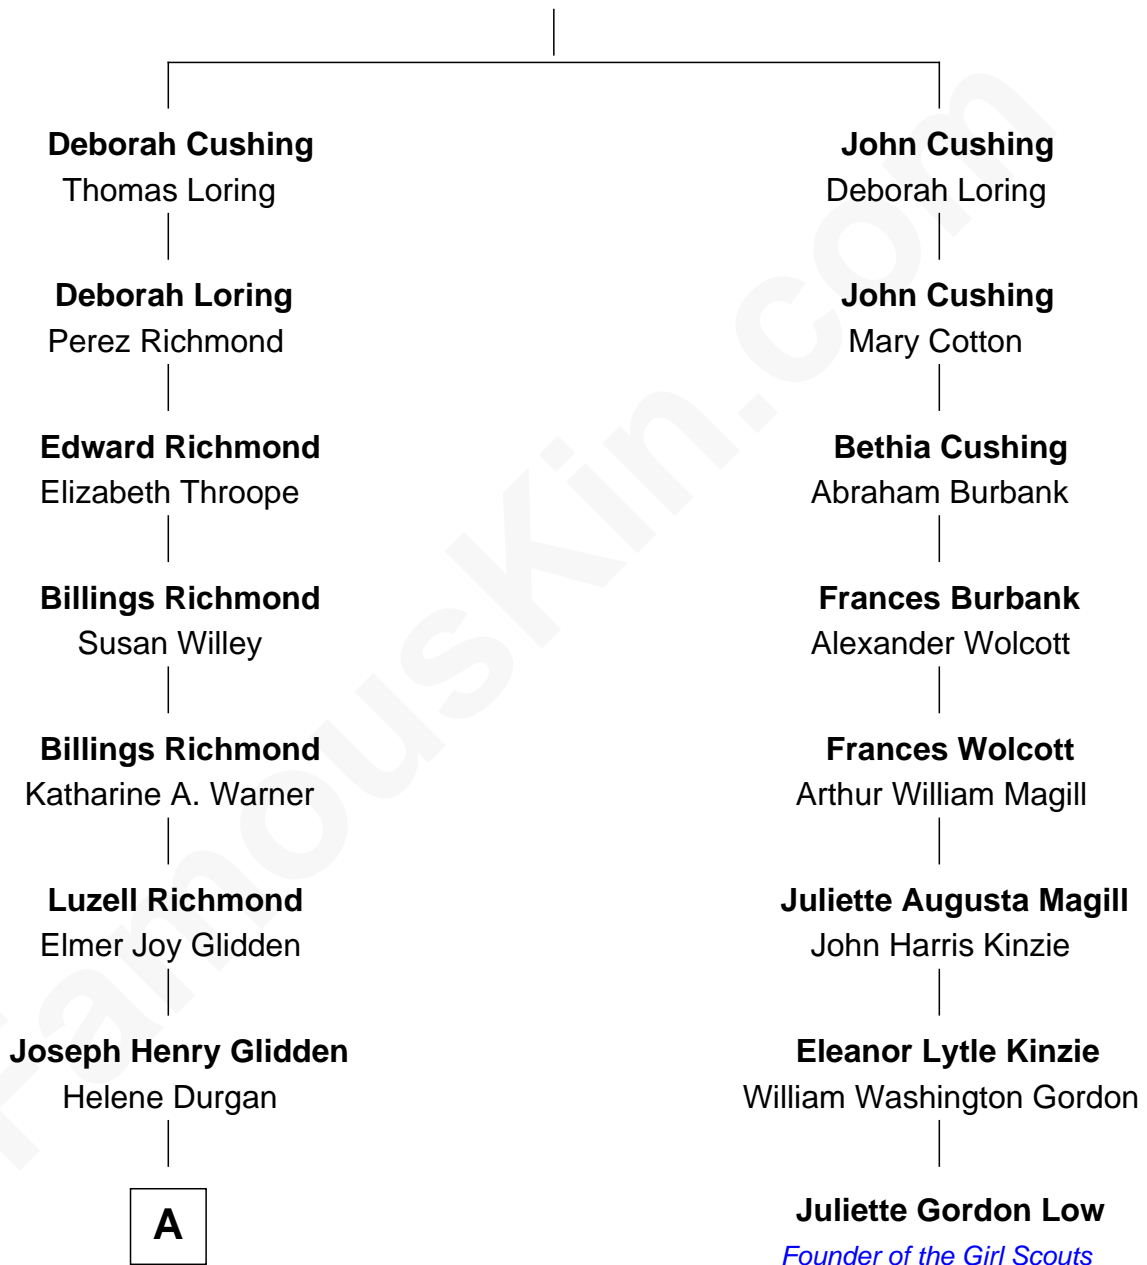 Deborah Cushing
Thomas Loring
Deborah Loring
Perez Richmond
Edward Richmond
Elizabeth Throope
Billings Richmond
Susan Willey
Billings Richmond
Katharine A. Warner
Luzell Richmond
Elmer Joy Glidden
Joseph Henry Glidden
Helene Durgan
A
John Cushing
Deborah Loring
John Cushing
Mary Cotton
Bethia Cushing
Abraham Burbank
Frances Burbank
Alexander Wolcott
Frances Wolcott
Arthur William Magill
Juliette Augusta Magill
John Harris Kinzie
Eleanor Lytle Kinzie
William Washington Gordon
Juliette Gordon Low
Founder of the Girl Scouts
FamousKin.com